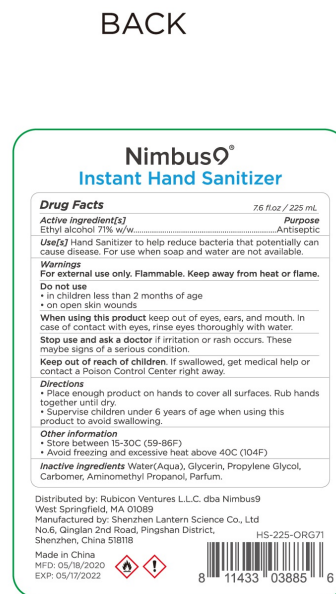 BACK
Nimbus9®
Instant Hand Sanitizer
Drug Facts 7.6 fl.oz / 225 mL
Active ingredient[s] Purpose
Ethyl alcohol 71% w/w..................................................Antiseptic
Use[s] Hand Sanitizer to help reduce bacteria that potentially can
cause disease. For use when soap and water are not available.
Warnings
For external use only. Flammable. Keep away from heat or flame.
Do not use
• in children less than 2 months of age
• on open skin wounds
When using this product keep out of eyes, ears, and mouth. In
case of contact with eyes, rinse eyes thoroughly with water.
Stop use and ask a doctor if irritation or rash occurs. These
maybe signs of a serious condition.
Keep out of reach of children. If swallowed, get medical help or
contact a Poison Control Center right away.
Directions
• Place enough product on hands to cover all surfaces. Rub hands
together until dry.
• Supervise children under 6 years of age when using this
product to avoid swallowing.
Other information
• Store between 15-30C (59-86F)
• Avoid freezing and excessive heat above 40C (104F)
Inactive ingredients Water(Aqua), Glycerin, Propylene Glycol,
Carbomer, Aminomethyl Propanol, Parfum.
Distributed by: Rubicon Ventures L.L.C. dba Nimbus9
West Springfield, MA 01089
Manufactured by: Shenzhen Lantern Science Co., Ltd
No.6, Qinglan 2nd Road, Pingshan District,
Shenzhen, China 518118
HS-225-ORG71
Made in China
MFD: 05/18/2020
EXP: 05/17/2022
8 11433 03885 6